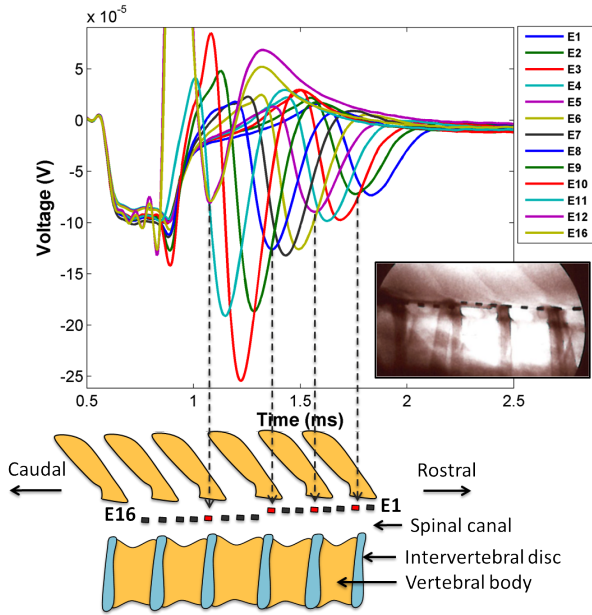 x 10⁻⁵
10
5
0
-5
-10
-15
-20
-25
Voltage (V)
0.5
1
1.5
2
2.5
Time (ms)
E1
E2
E3
E4
E5
E6
E7
E8
E9
E10
E11
E12
E16
Caudal
Rostral
E16
E1
Spinal canal
Intervertebral disc
Vertebral body